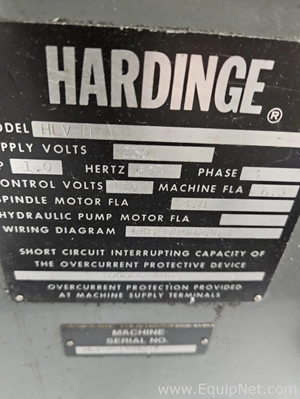 HARDINGE®
MODEL HLV-H
SUPPLY VOLTS
HP 1.0 HERTZ PHASE
CONTROL VOLTS MACHINE FLA
SPINDLE MOTOR FLA
HYDRAULIC PUMP MOTOR FLA
WIRING DIAGRAM
SHORT CIRCUIT INTERRUPTING CAPACITY OF
THE OVERCURRENT PROTECTIVE DEVICE
OVERCURRENT PROTECTION PROVIDED
AT MACHINE SUPPLY TERMINALS
MACHINE
SERIAL NO.
www.EquipNet.com